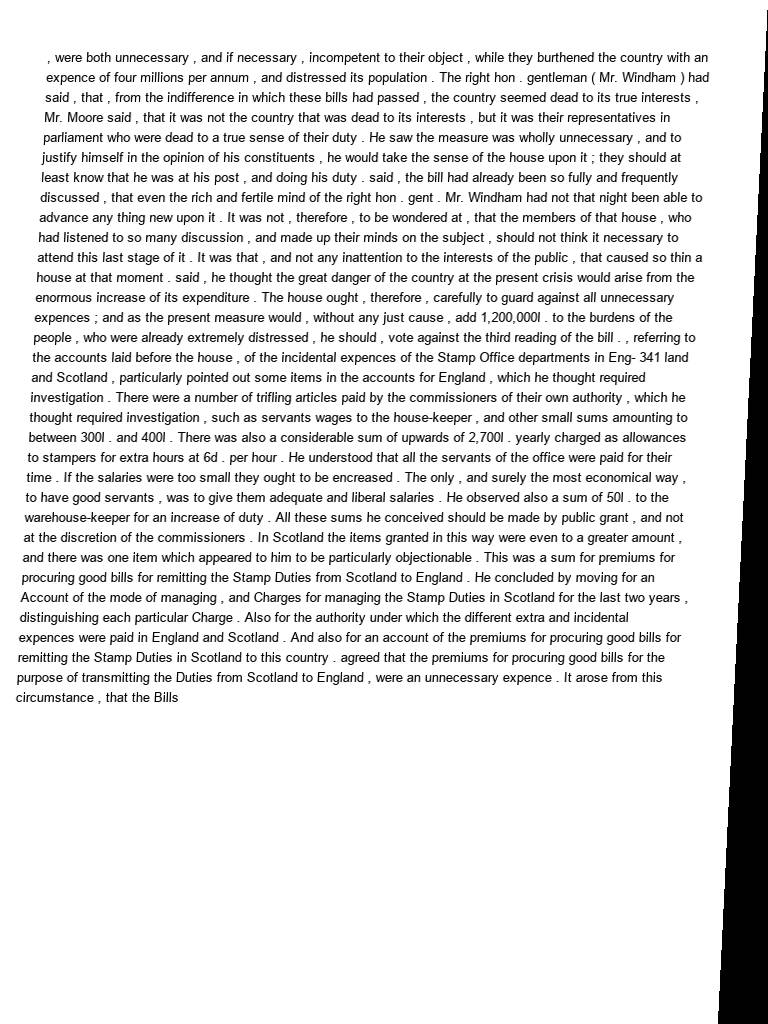 , were both unnecessary , and if necessary , incompetent to their object , while they burthened the country with an
expence of four millions per annum , and distressed its population . The right hon . gentleman ( Mr. Windham ) had
said , that , from the indifference in which these bills had passed , the country seemed dead to its true interests ,
Mr. Moore said , that it was not the country that was dead to its interests , but it was their representatives in
parliament who were dead to a true sense of their duty . He saw the measure was wholly unnecessary , and to
justify himself in the opinion of his constituents , he would take the sense of the house upon it ; they should at
least know that he was at his post , and doing his duty . said , the bill had already been so fully and frequently
discussed , that even the rich and fertile mind of the right hon . gent . Mr. Windham had not that night been able to
advance any thing new upon it . It was not , therefore , to be wondered at , that the members of that house , who
had listened to so many discussion , and made up their minds on the subject , should not think it necessary to
attend this last stage of it . It was that , and not any inattention to the interests of the public , that caused so thin a
house at that moment . said , he thought the great danger of the country at the present crisis would arise from the
enormous increase of its expenditure . The house ought , therefore , carefully to guard against all unnecessary
expences ; and as the present measure would , without any just cause , add 1,200,000l . to the burdens of the
people , who were already extremely distressed , he should , vote against the third reading of the bill . , referring to
the accounts laid before the house , of the incidental expences of the Stamp Office departments in Eng- 341 land
and Scotland , particularly pointed out some items in the accounts for England , which he thought required
investigation . There were a number of trifling articles paid by the commissioners of their own authority , which he
thought required investigation , such as servants wages to the house-keeper , and other small sums amounting to
between 300l . and 400l . There was also a considerable sum of upwards of 2,700l . yearly charged as allowances
to stampers for extra hours at 6d . per hour . He understood that all the servants of the office were paid for their
time . If the salaries were too small they ought to be encreased . The only , and surely the most economical way ,
to have good servants , was to give them adequate and liberal salaries . He observed also a sum of 50l . to the
warehouse-keeper for an increase of duty . All these sums he conceived should be made by public grant , and not
at the discretion of the commissioners . In Scotland the items granted in this way were even to a greater amount ,
and there was one item which appeared to him to be particularly objectionable . This was a sum for premiums for
procuring good bills for remitting the Stamp Duties from Scotland to England . He concluded by moving for an
Account of the mode of managing , and Charges for managing the Stamp Duties in Scotland for the last two years ,
distinguishing each particular Charge . Also for the authority under which the different extra and incidental
expences were paid in England and Scotland . And also for an account of the premiums for procuring good bills for
remitting the Stamp Duties in Scotland to this country . agreed that the premiums for procuring good bills for the
purpose of transmitting the Duties from Scotland to England , were an unnecessary expence . It arose from this
circumstance , that the Bills